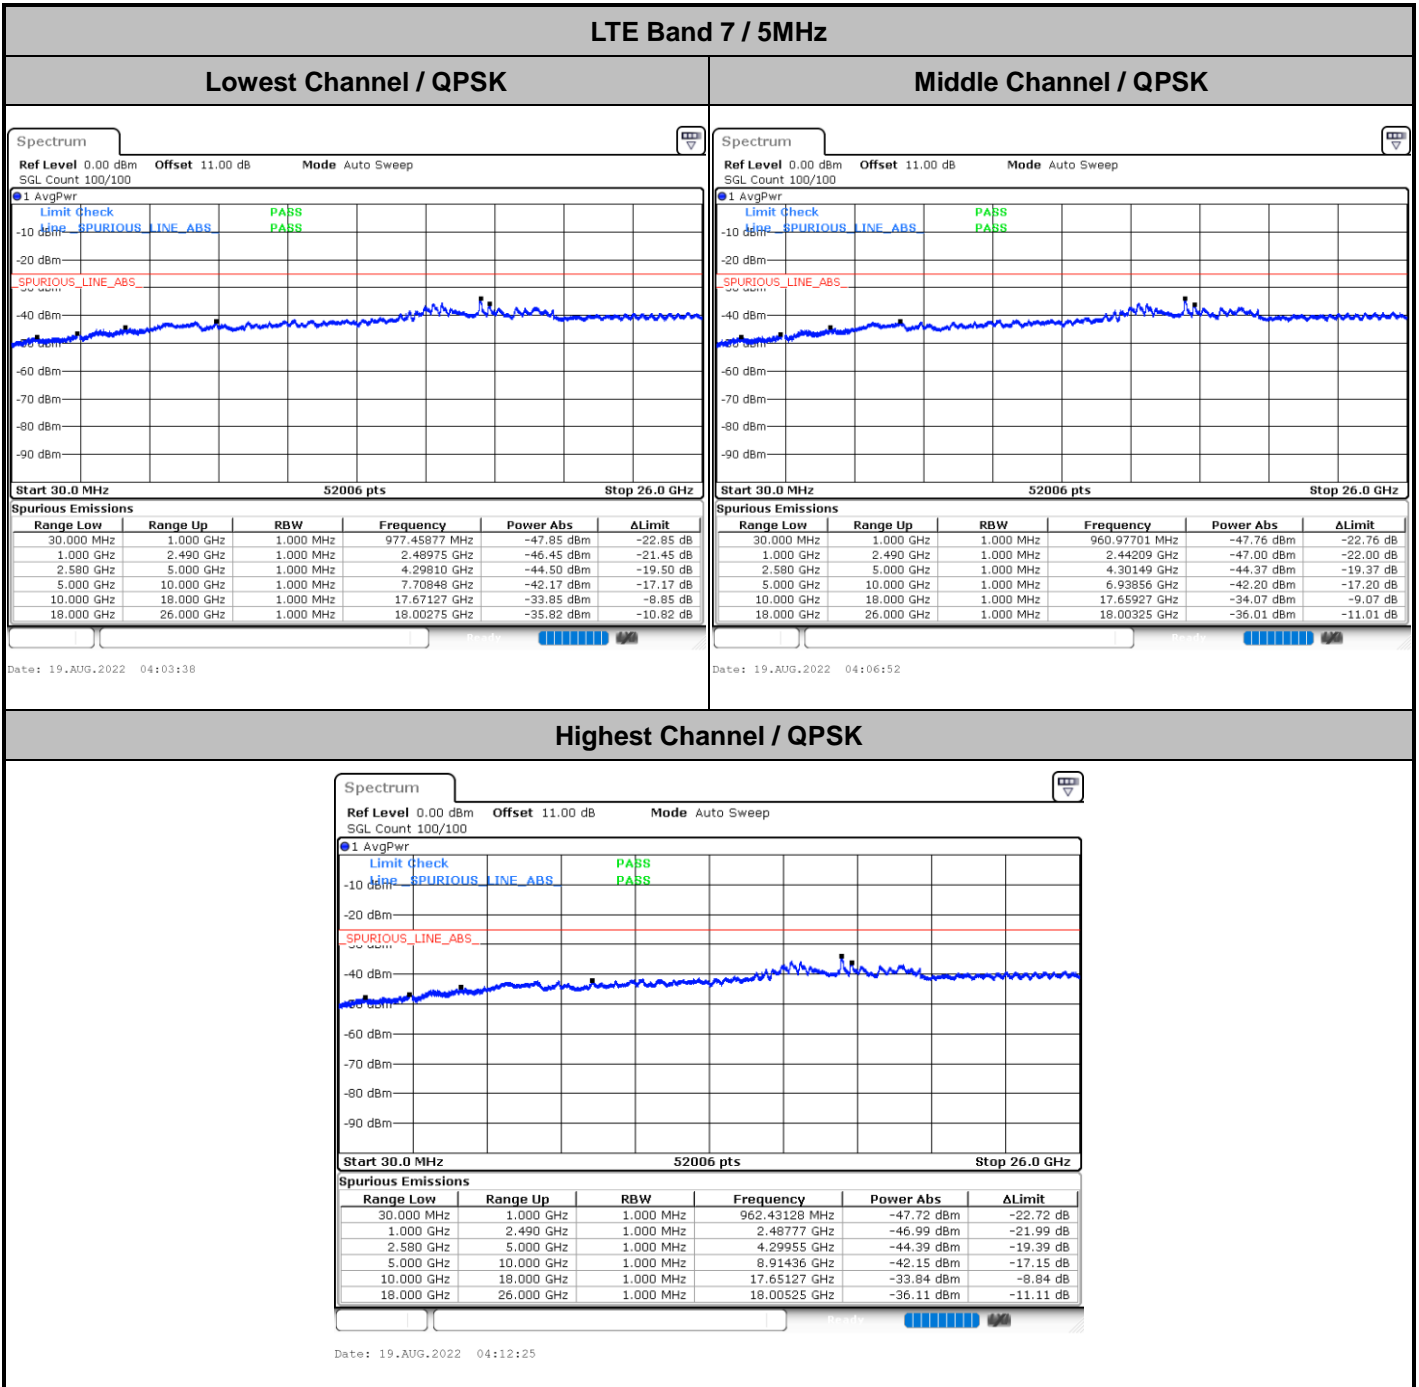 LTE Band 7 / 5MHz
Lowest Channel / QPSK
Middle Channel / QPSK
Spectrum
Ref Level 0.00 dBm Offset 11.00 dB Mode Auto Sweep
SGL Count 100/100
1 AvgPwr
Limit Check PASS
Line _SPURIOUS_LINE_ABS_ PASS
-10 dBm
-20 dBm
_SPURIOUS_LINE_ABS_
-40 dBm
-60 dBm
-70 dBm
-80 dBm
-90 dBm
Start 30.0 MHz 52006 pts Stop 26.0 GHz
Spurious Emissions
Range Low Range Up RBW Frequency Power Abs ΔLimit
30.000 MHz 1.000 GHz 1.000 MHz 977.45877 MHz -47.85 dBm -22.85 dB
1.000 GHz 2.490 GHz 1.000 MHz 2.48975 GHz -46.45 dBm -21.45 dB
2.580 GHz 5.000 GHz 1.000 MHz 4.29810 GHz -44.50 dBm -19.50 dB
5.000 GHz 10.000 GHz 1.000 MHz 7.70848 GHz -42.17 dBm -17.17 dB
10.000 GHz 18.000 GHz 1.000 MHz 17.67127 GHz -33.85 dBm -8.85 dB
18.000 GHz 26.000 GHz 1.000 MHz 18.00275 GHz -35.82 dBm -10.82 dB
Ready
Date: 19.AUG.2022 04:03:38
Spectrum
Ref Level 0.00 dBm Offset 11.00 dB Mode Auto Sweep
SGL Count 100/100
1 AvgPwr
Limit Check PASS
Line _SPURIOUS_LINE_ABS_ PASS
-10 dBm
-20 dBm
_SPURIOUS_LINE_ABS_
-40 dBm
-60 dBm
-70 dBm
-80 dBm
-90 dBm
Start 30.0 MHz 52006 pts Stop 26.0 GHz
Spurious Emissions
Range Low Range Up RBW Frequency Power Abs ΔLimit
30.000 MHz 1.000 GHz 1.000 MHz 960.97701 MHz -47.76 dBm -22.76 dB
1.000 GHz 2.490 GHz 1.000 MHz 2.44209 GHz -47.00 dBm -22.00 dB
2.580 GHz 5.000 GHz 1.000 MHz 4.30149 GHz -44.37 dBm -19.37 dB
5.000 GHz 10.000 GHz 1.000 MHz 6.93856 GHz -42.20 dBm -17.20 dB
10.000 GHz 18.000 GHz 1.000 MHz 17.65927 GHz -34.07 dBm -9.07 dB
18.000 GHz 26.000 GHz 1.000 MHz 18.00325 GHz -36.01 dBm -11.01 dB
Ready
Date: 19.AUG.2022 04:06:52
Highest Channel / QPSK
Spectrum
Ref Level 0.00 dBm Offset 11.00 dB Mode Auto Sweep
SGL Count 100/100
1 AvgPwr
Limit Check PASS
Line _SPURIOUS_LINE_ABS_ PASS
-10 dBm
-20 dBm
_SPURIOUS_LINE_ABS_
-40 dBm
-60 dBm
-70 dBm
-80 dBm
-90 dBm
Start 30.0 MHz 52006 pts Stop 26.0 GHz
Spurious Emissions
Range Low Range Up RBW Frequency Power Abs ΔLimit
30.000 MHz 1.000 GHz 1.000 MHz 962.43128 MHz -47.72 dBm -22.72 dB
1.000 GHz 2.490 GHz 1.000 MHz 2.48777 GHz -46.99 dBm -21.99 dB
2.580 GHz 5.000 GHz 1.000 MHz 4.29955 GHz -44.39 dBm -19.39 dB
5.000 GHz 10.000 GHz 1.000 MHz 8.91436 GHz -42.15 dBm -17.15 dB
10.000 GHz 18.000 GHz 1.000 MHz 17.65127 GHz -33.84 dBm -8.84 dB
18.000 GHz 26.000 GHz 1.000 MHz 18.00525 GHz -36.11 dBm -11.11 dB
Ready
Date: 19.AUG.2022 04:12:25